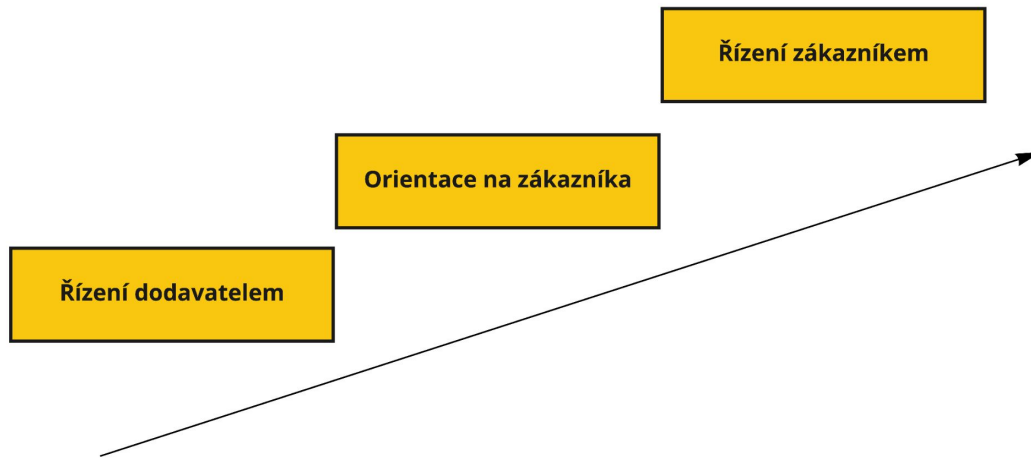 Řízení zákazníkem
Orientace na zákazníka
Řízení dodavatelem